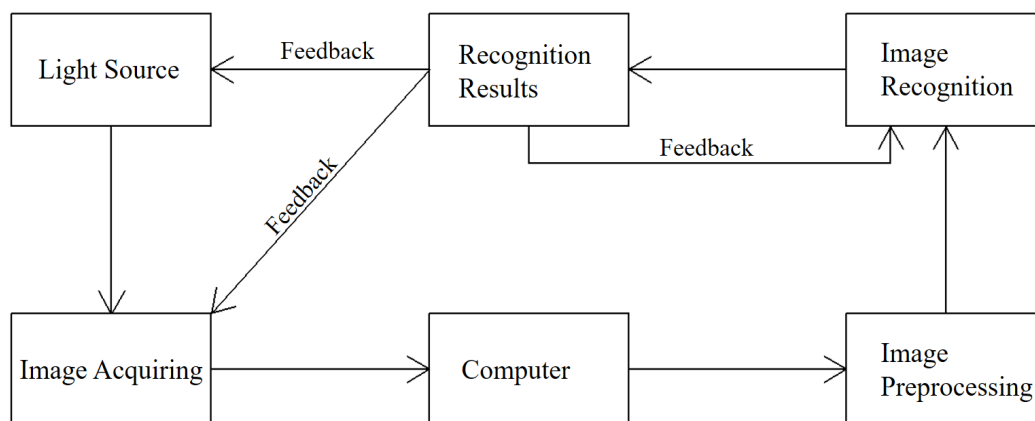 Light Source
Feedback
Recognition
Results
Image
Recognition
Feedback
Feedback
Image Acquiring
Computer
Image
Preprocessing